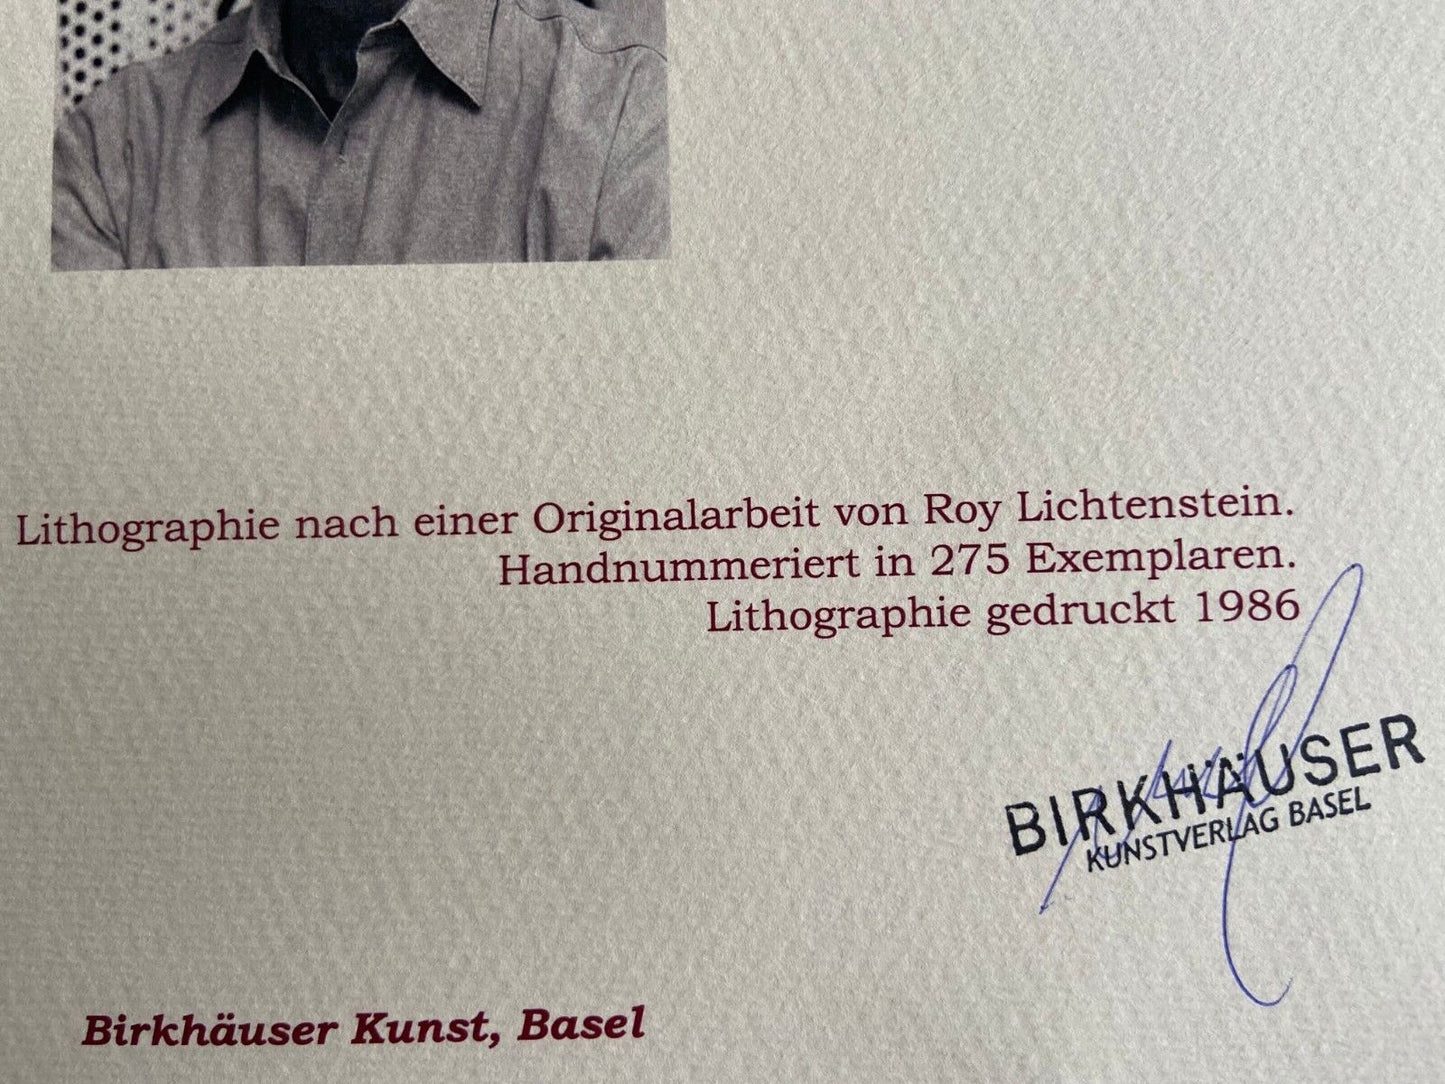 Lithographie nach einer Originalarbeit von Roy Lichtenstein.
Handnummeriert in 275 Exemplaren.
Lithographie gedruckt 1986
BIRKHÄUSER
KUNSTVERLAG BASEL
Birkhäuser Kunst, Basel